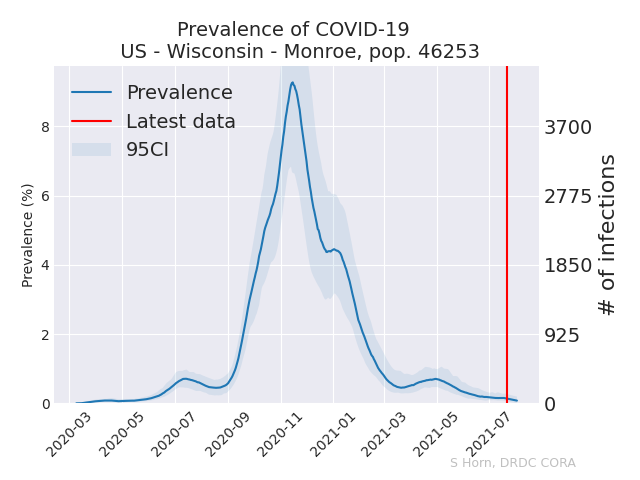 Prevalence of COVID-19
US - Wisconsin - Monroe, pop. 46253
Prevalence
Latest data
95CI
Prevalence (%)
8
6
4
2
0
3700
2775
1850
925
0
# of infections
2020-03
2020-05
2020-07
2020-09
2020-11
2021-01
2021-03
2021-05
2021-07
S Horn, DRDC CORA